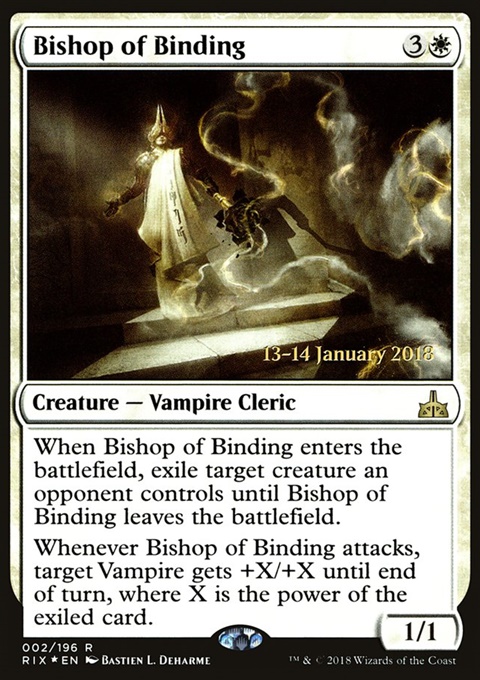 Bishop of Binding 3
13-14 January 2018
Creature — Vampire Cleric
When Bishop of Binding enters the
battlefield, exile target creature an
opponent controls until Bishop of
Binding leaves the battlefield.
Whenever Bishop of Binding attacks,
target Vampire gets +X/+X until end
of turn, where X is the power of the
exiled card.
1/1
002/196 R
RIX★EN Bastien L. Deharme
™ & © 2018 Wizards of the Coast